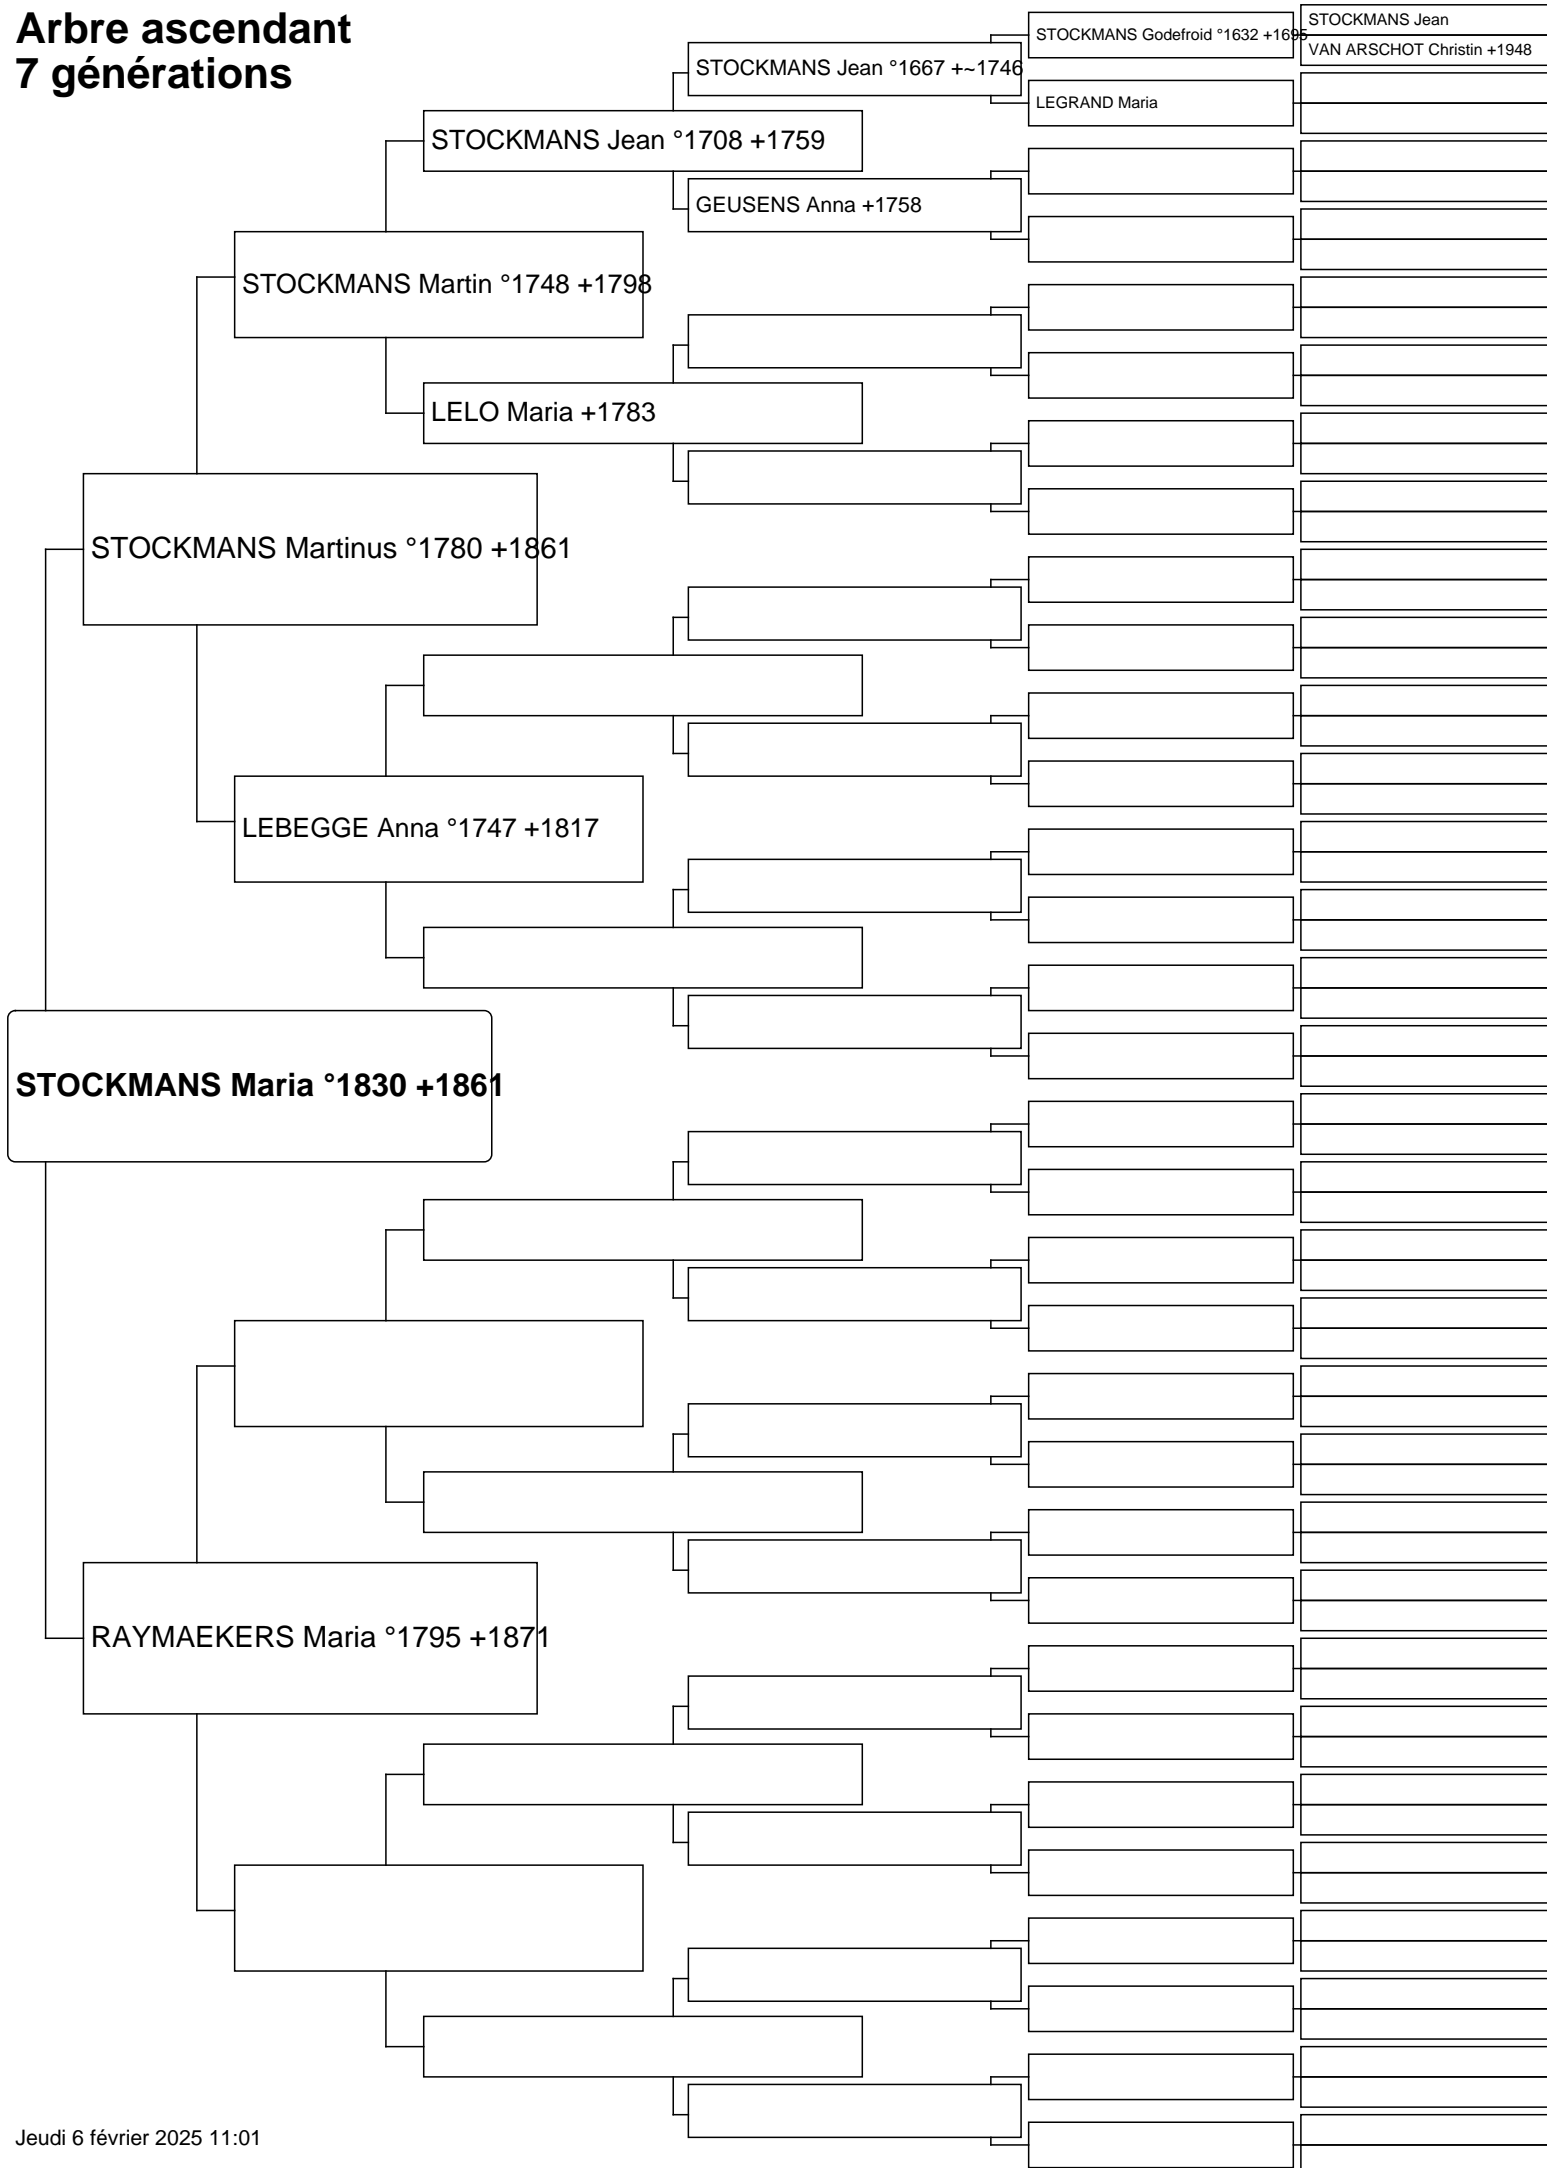 Arbre ascendant
7 générations
STOCKMANS Jean
STOCKMANS Godefroid °1632 +1695
VAN ARSCHOT Christin +1948
STOCKMANS Jean °1667 +~1746
LEGRAND Maria
STOCKMANS Jean °1708 +1759
GEUSENS Anna +1758
STOCKMANS Martin °1748 +1798
LELO Maria +1783
STOCKMANS Martinus °1780 +1861
LEBEGGE Anna °1747 +1817
STOCKMANS Maria °1830 +1861
RAYMAEKERS Maria °1795 +1871
Jeudi 6 février 2025 11:01